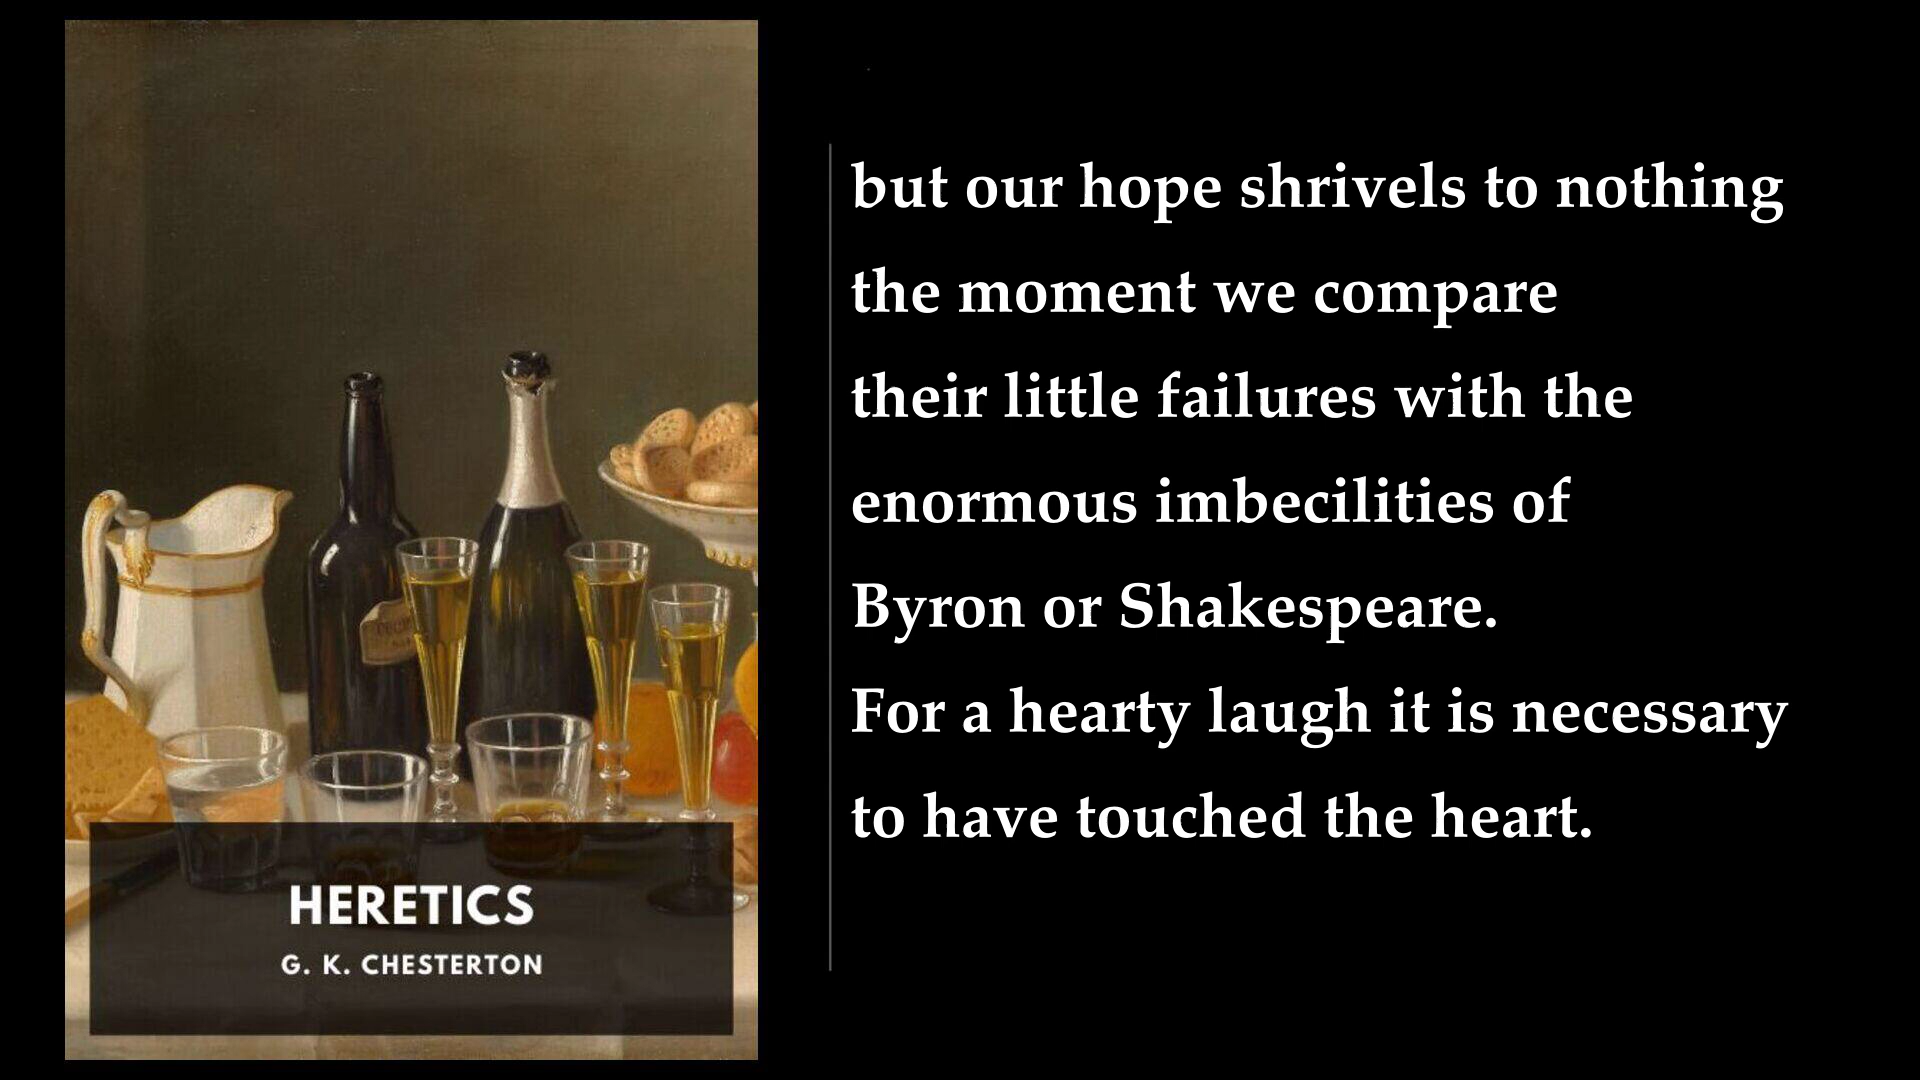 but our hope shrivels to nothing
the moment we compare
their little failures with the
enormous imbecilities of
Byron or Shakespeare.
For a hearty laugh it is necessary
to have touched the heart.
HERETICS
G. K. CHESTERTON